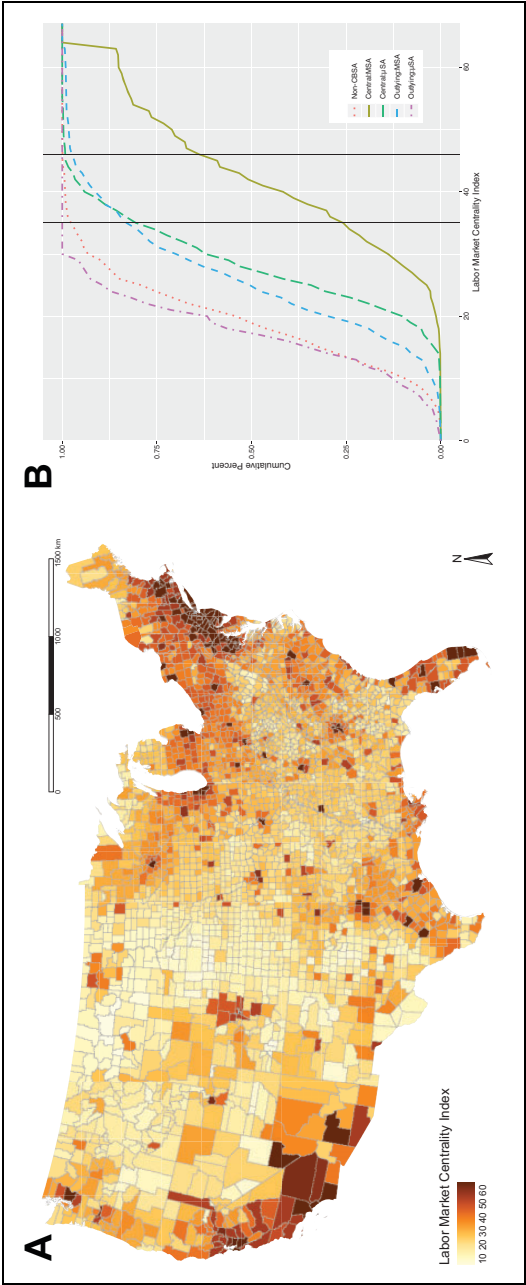 A
0 500 1000 1500 km
N
Labor Market Centrality Index
10 20 30 40 50 60
B
1.00
0.75
0.50
0.25
0.00
Cumulative Percent
0 20 40 60
Labor Market Centrality Index
Non-CBSA
Central:MSA
Central:μSA
Outlying:MSA
Outlying:μSA